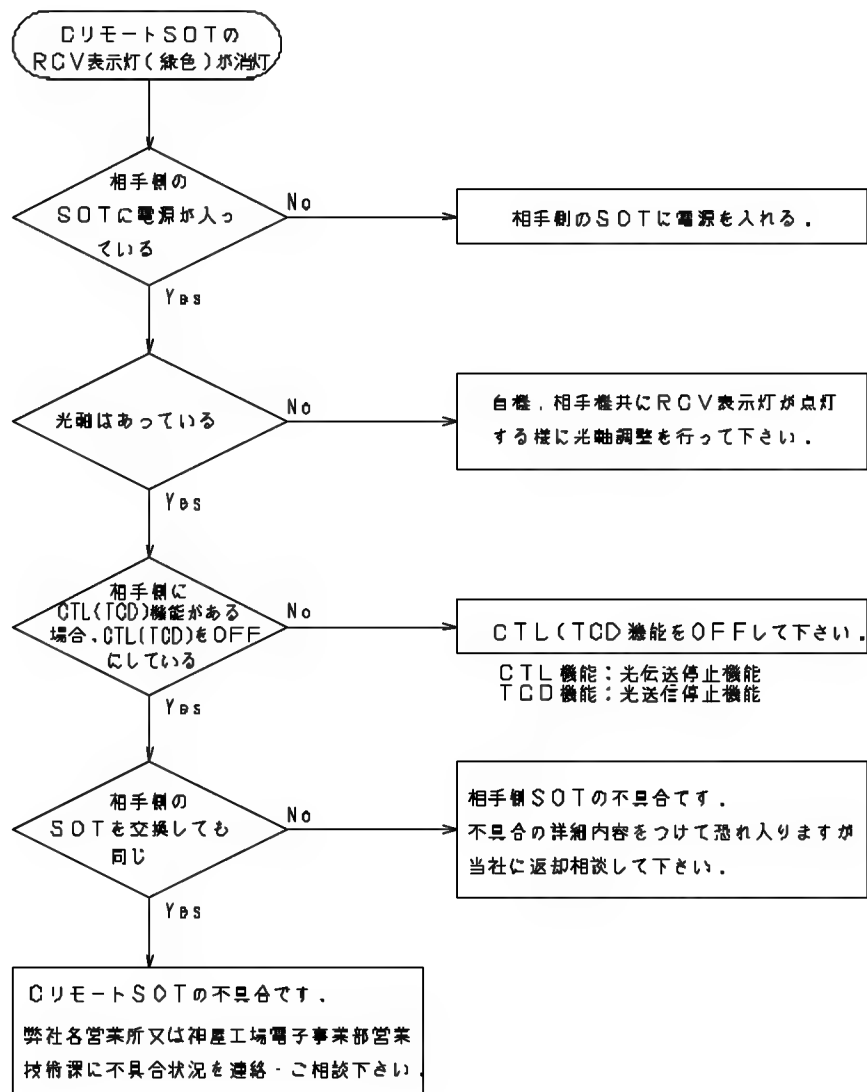 CリモートSOTの
RCV表示灯(緑色)が消灯
相手側の
SOTに電源が入っ
ている
No
相手側のSOTに電源を入れる.
Yes
光軸はあっている
No
自機,相手機共にRCV表示灯が点灯
する様に光軸調整を行って下さい.
Yes
相手側に
CTL(TCD)機能がある
場合、CTL(TCD)をOFF
にしている
No
CTL(TCD機能をOFFして下さい.
CTL機能:光伝送停止機能
TCD機能:光送信停止機能
Yes
相手側の
SOTを交換しても
同じ
No
相手側SOTの不具合です.
不具合の詳細内容をつけて恐れ入りますが
当社に返却相談して下さい.
Yes
CリモートSOTの不具合です.
弊社各営業所又は神屋工場電子事業部営業
技術課に不具合状況を連絡-ご相談下さい.